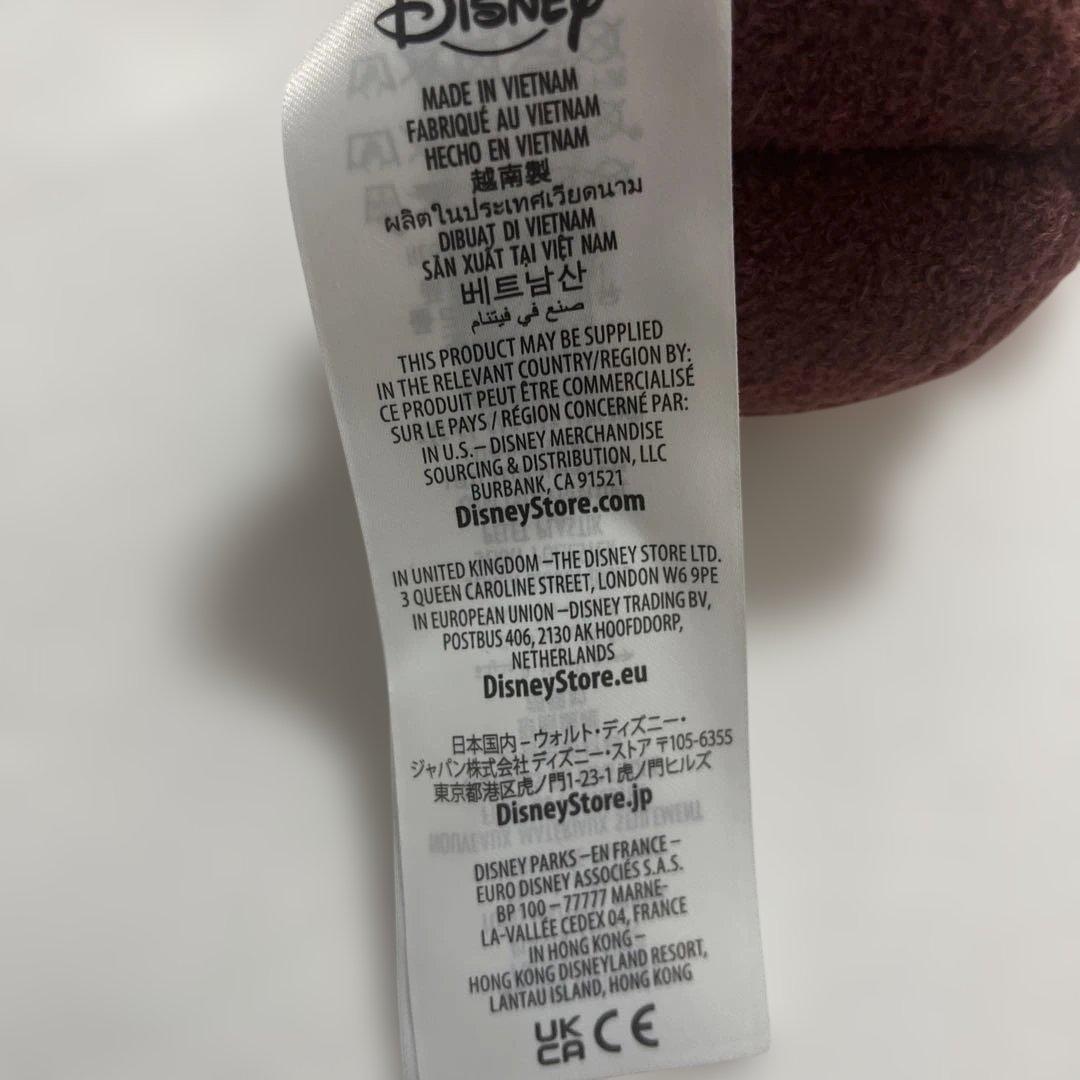 Disney
MADE IN VIETNAM
FABRIQUÉ AU VIETNAM
HECHO EN VIETNAM
越南製
ผลิตในประเทศเวียดนาม
DIBUAT DI VIETNAM
SẢN XUẤT TẠI VIỆT NAM
베트남산
صنع في فيتنام
THIS PRODUCT MAY BE SUPPLIED
IN THE RELEVANT COUNTRY/REGION BY:
CE PRODUIT PEUT ÊTRE COMMERCIALISÉ
SUR LE PAYS / RÉGION CONCERNÉ PAR:
IN U.S.– DISNEY MERCHANDISE
SOURCING & DISTRIBUTION, LLC
BURBANK, CA 91521
DisneyStore.com
IN UNITED KINGDOM –THE DISNEY STORE LTD.
3 QUEEN CAROLINE STREET, LONDON W6 9PE
IN EUROPEAN UNION –DISNEY TRADING BV,
POSTBUS 406, 2130 AK HOOFDDORP,
NETHERLANDS
DisneyStore.eu
日本国内 – ウォルト・ディズニー・
ジャパン株式会社 ディズニー・ストア 〒105-6355
東京都港区虎ノ門1-23-1 虎ノ門ヒルズ
DisneyStore.jp
DISNEY PARKS –EN FRANCE –
EURO DISNEY ASSOCIÉS S.A.S.
BP 100 – 77777 MARNE-
LA-VALLÉE CEDEX 04, FRANCE
IN HONG KONG –
HONG KONG DISNEYLAND RESORT,
LANTAU ISLAND, HONG KONG
UK
CA CE